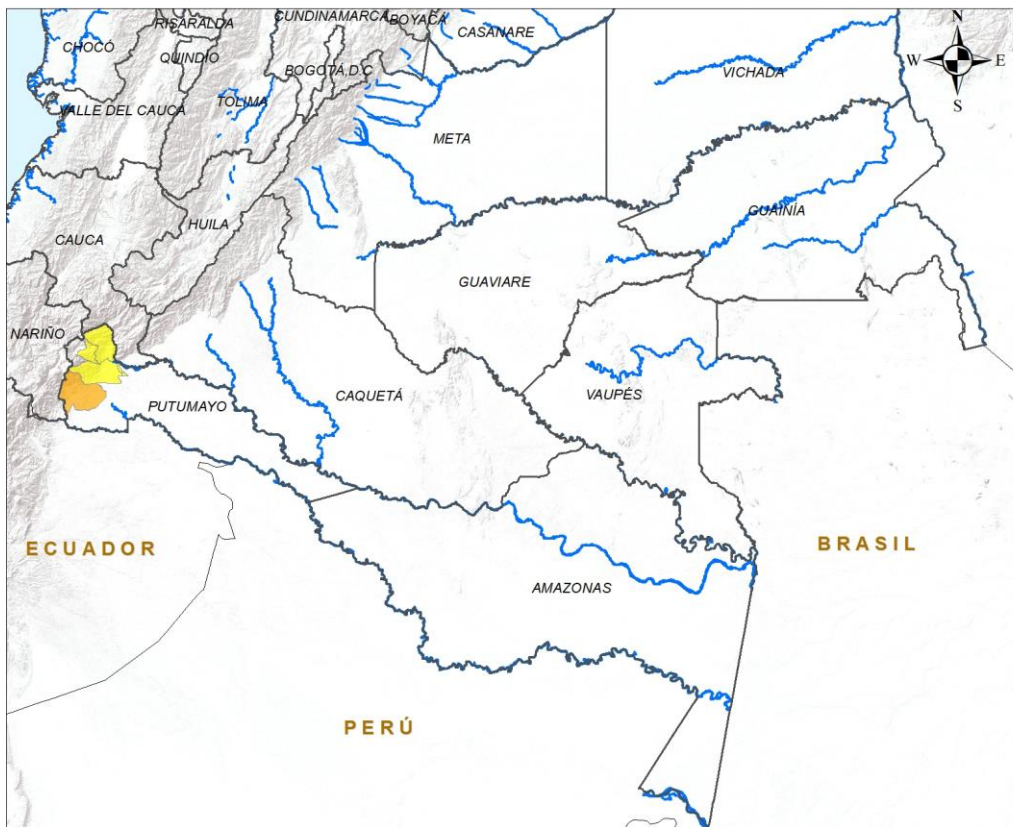 CUNDINAMARCA
BOYACÁ
RISARALDA
CASANARE
CHOCÓ
QUINDÍO
BOGOTÁ, D.C
VICHADA
VALLE DEL CAUCA
TOLIMA
META
N
W
E
S
HUILA
GUAINÍA
CAUCA
GUAVIARE
NARIÑO
CAQUETÁ
VAUPÉS
PUTUMAYO
ECUADOR
BRASIL
AMAZONAS
PERÚ